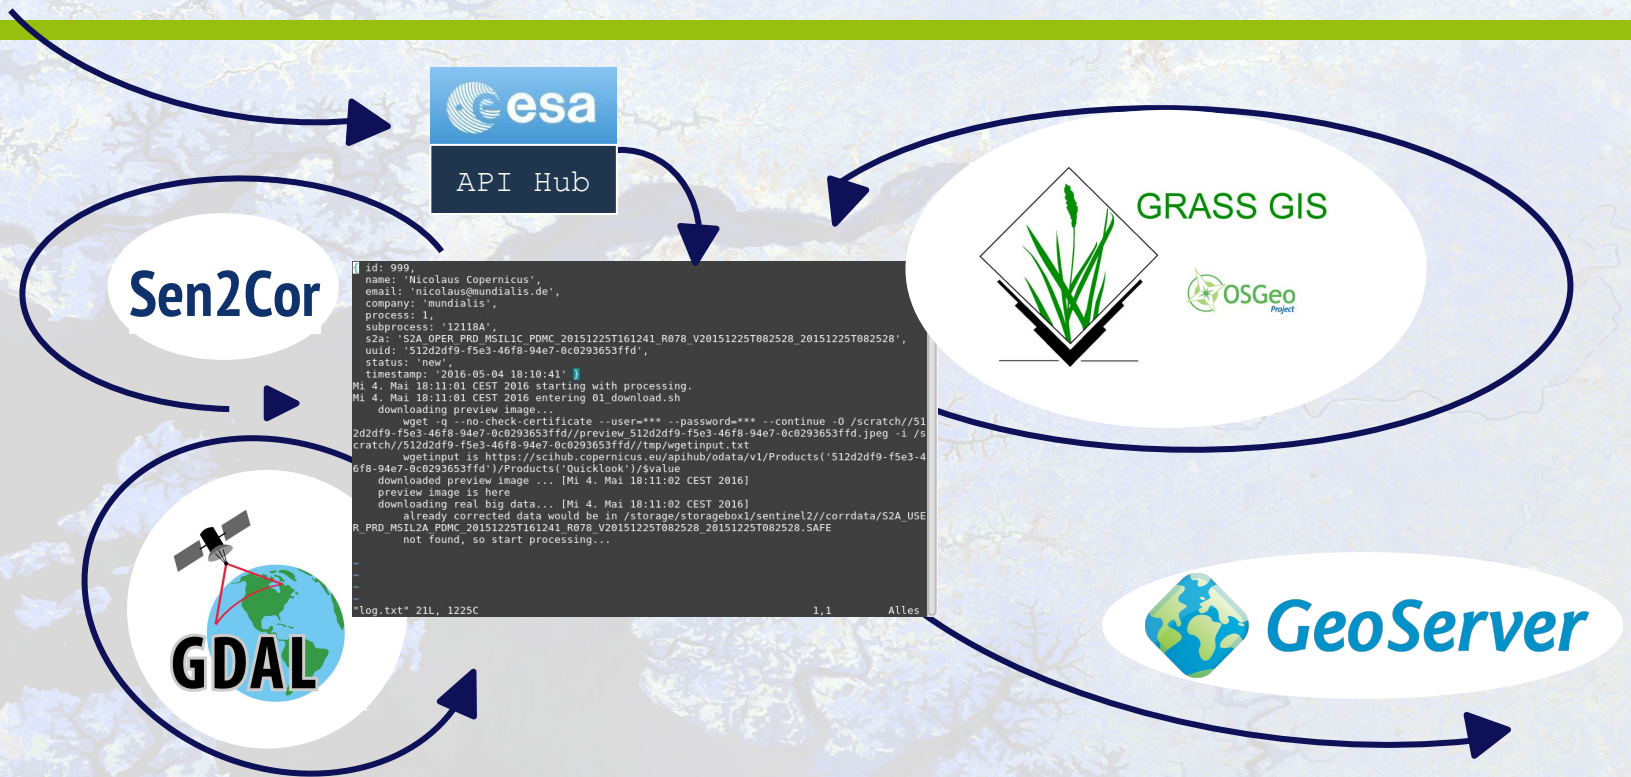 esa
API Hub
Sen2Cor
GRASS GIS
OSGeo
Project
{ id: 999,
name: 'Nicolaus Copernicus',
email: 'nicolaus@mundialis.de',
company: 'mundialis',
process: 1,
subprocess: '12118A',
s2a: 'S2A_OPER_PRD_MSIL1C_PDMC_20151225T161241_R078_V20151225T082528_20151225T082528',
uuid: '512d2df9-f5e3-46f8-94e7-0c0293653ffd',
status: 'new',
timestamp: '2016-05-04 18:10:41' }
Mi 4. Mai 18:11:01 CEST 2016 starting with processing.
Mi 4. Mai 18:11:01 CEST 2016 entering 01_download.sh
downloading preview image...
wget -q --no-check-certificate --user=*** --password=*** --continue -O /scratch//51
2d2df9-f5e3-46f8-94e7-0c0293653ffd//preview_512d2df9-f5e3-46f8-94e7-0c0293653ffd.jpeg -i /s
cratch//512d2df9-f5e3-46f8-94e7-0c0293653ffd//tmp/wgetinput.txt
wgetinput is https://scihub.copernicus.eu/apihub/odata/v1/Products('512d2df9-f5e3-4
6f8-94e7-0c0293653ffd')/Products('Quicklook')/$value
downloaded preview image ... [Mi 4. Mai 18:11:02 CEST 2016]
preview image is here
downloading real big data... [Mi 4. Mai 18:11:02 CEST 2016]
already corrected data would be in /storage/storagebox1/sentinel2//corrdata/S2A_USE
R_PRD_MSIL2A_PDMC_20151225T161241_R078_V20151225T082528_20151225T082528.SAFE
not found, so start processing...
~
~
~
~
"log.txt" 21L, 1225C 1,1 Alles
GDAL
GeoServer